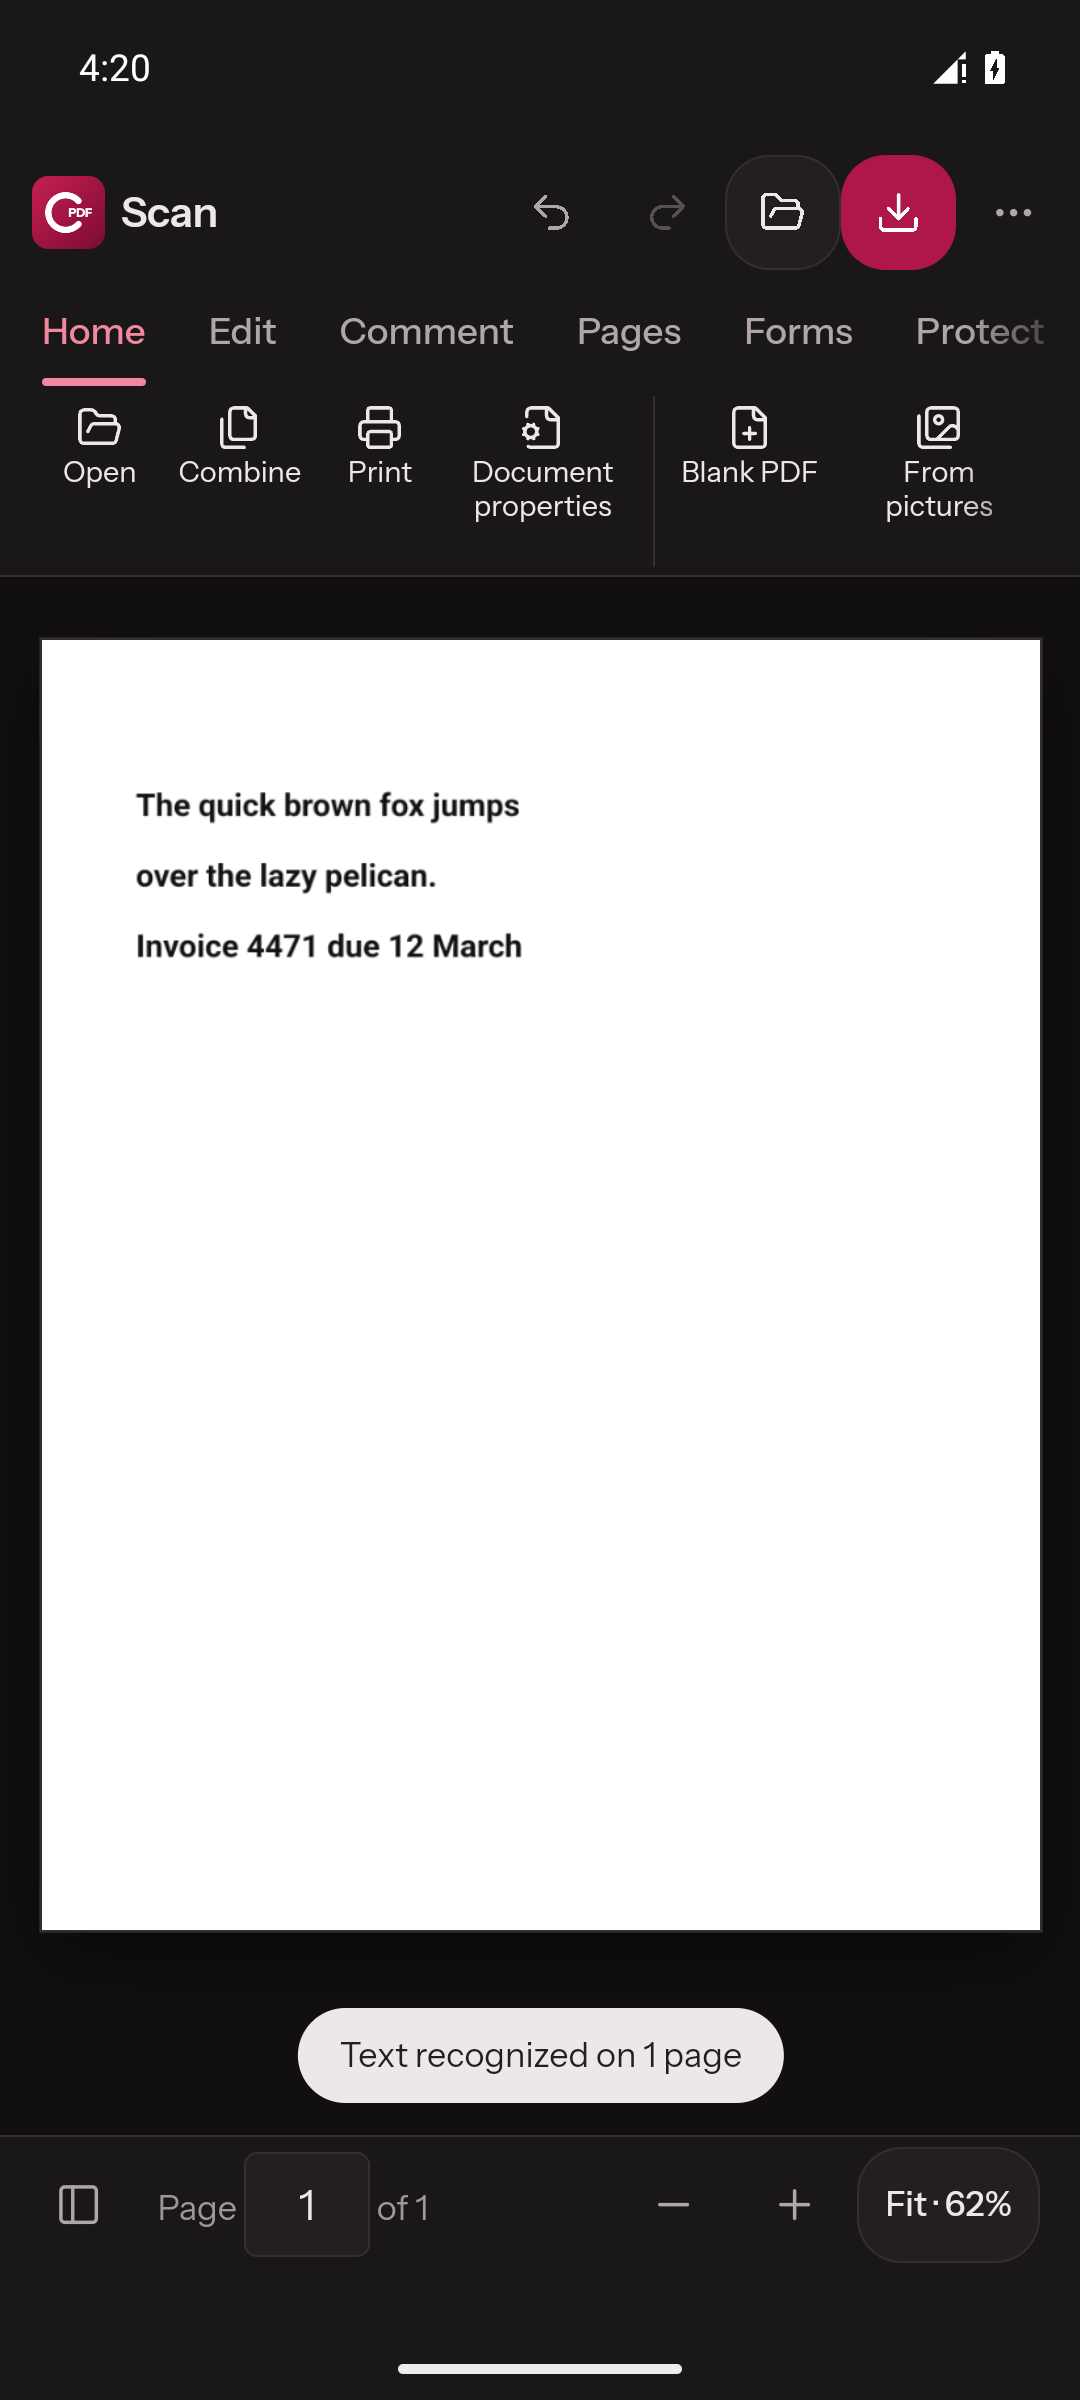 4:20
PDF
Scan
Home Edit Comment Pages Forms Protect
Open Combine Print Document properties Blank PDF From pictures
The quick brown fox jumps
over the lazy pelican.
Invoice 4471 due 12 March
Text recognized on 1 page
Page 1 of 1 Fit · 62%